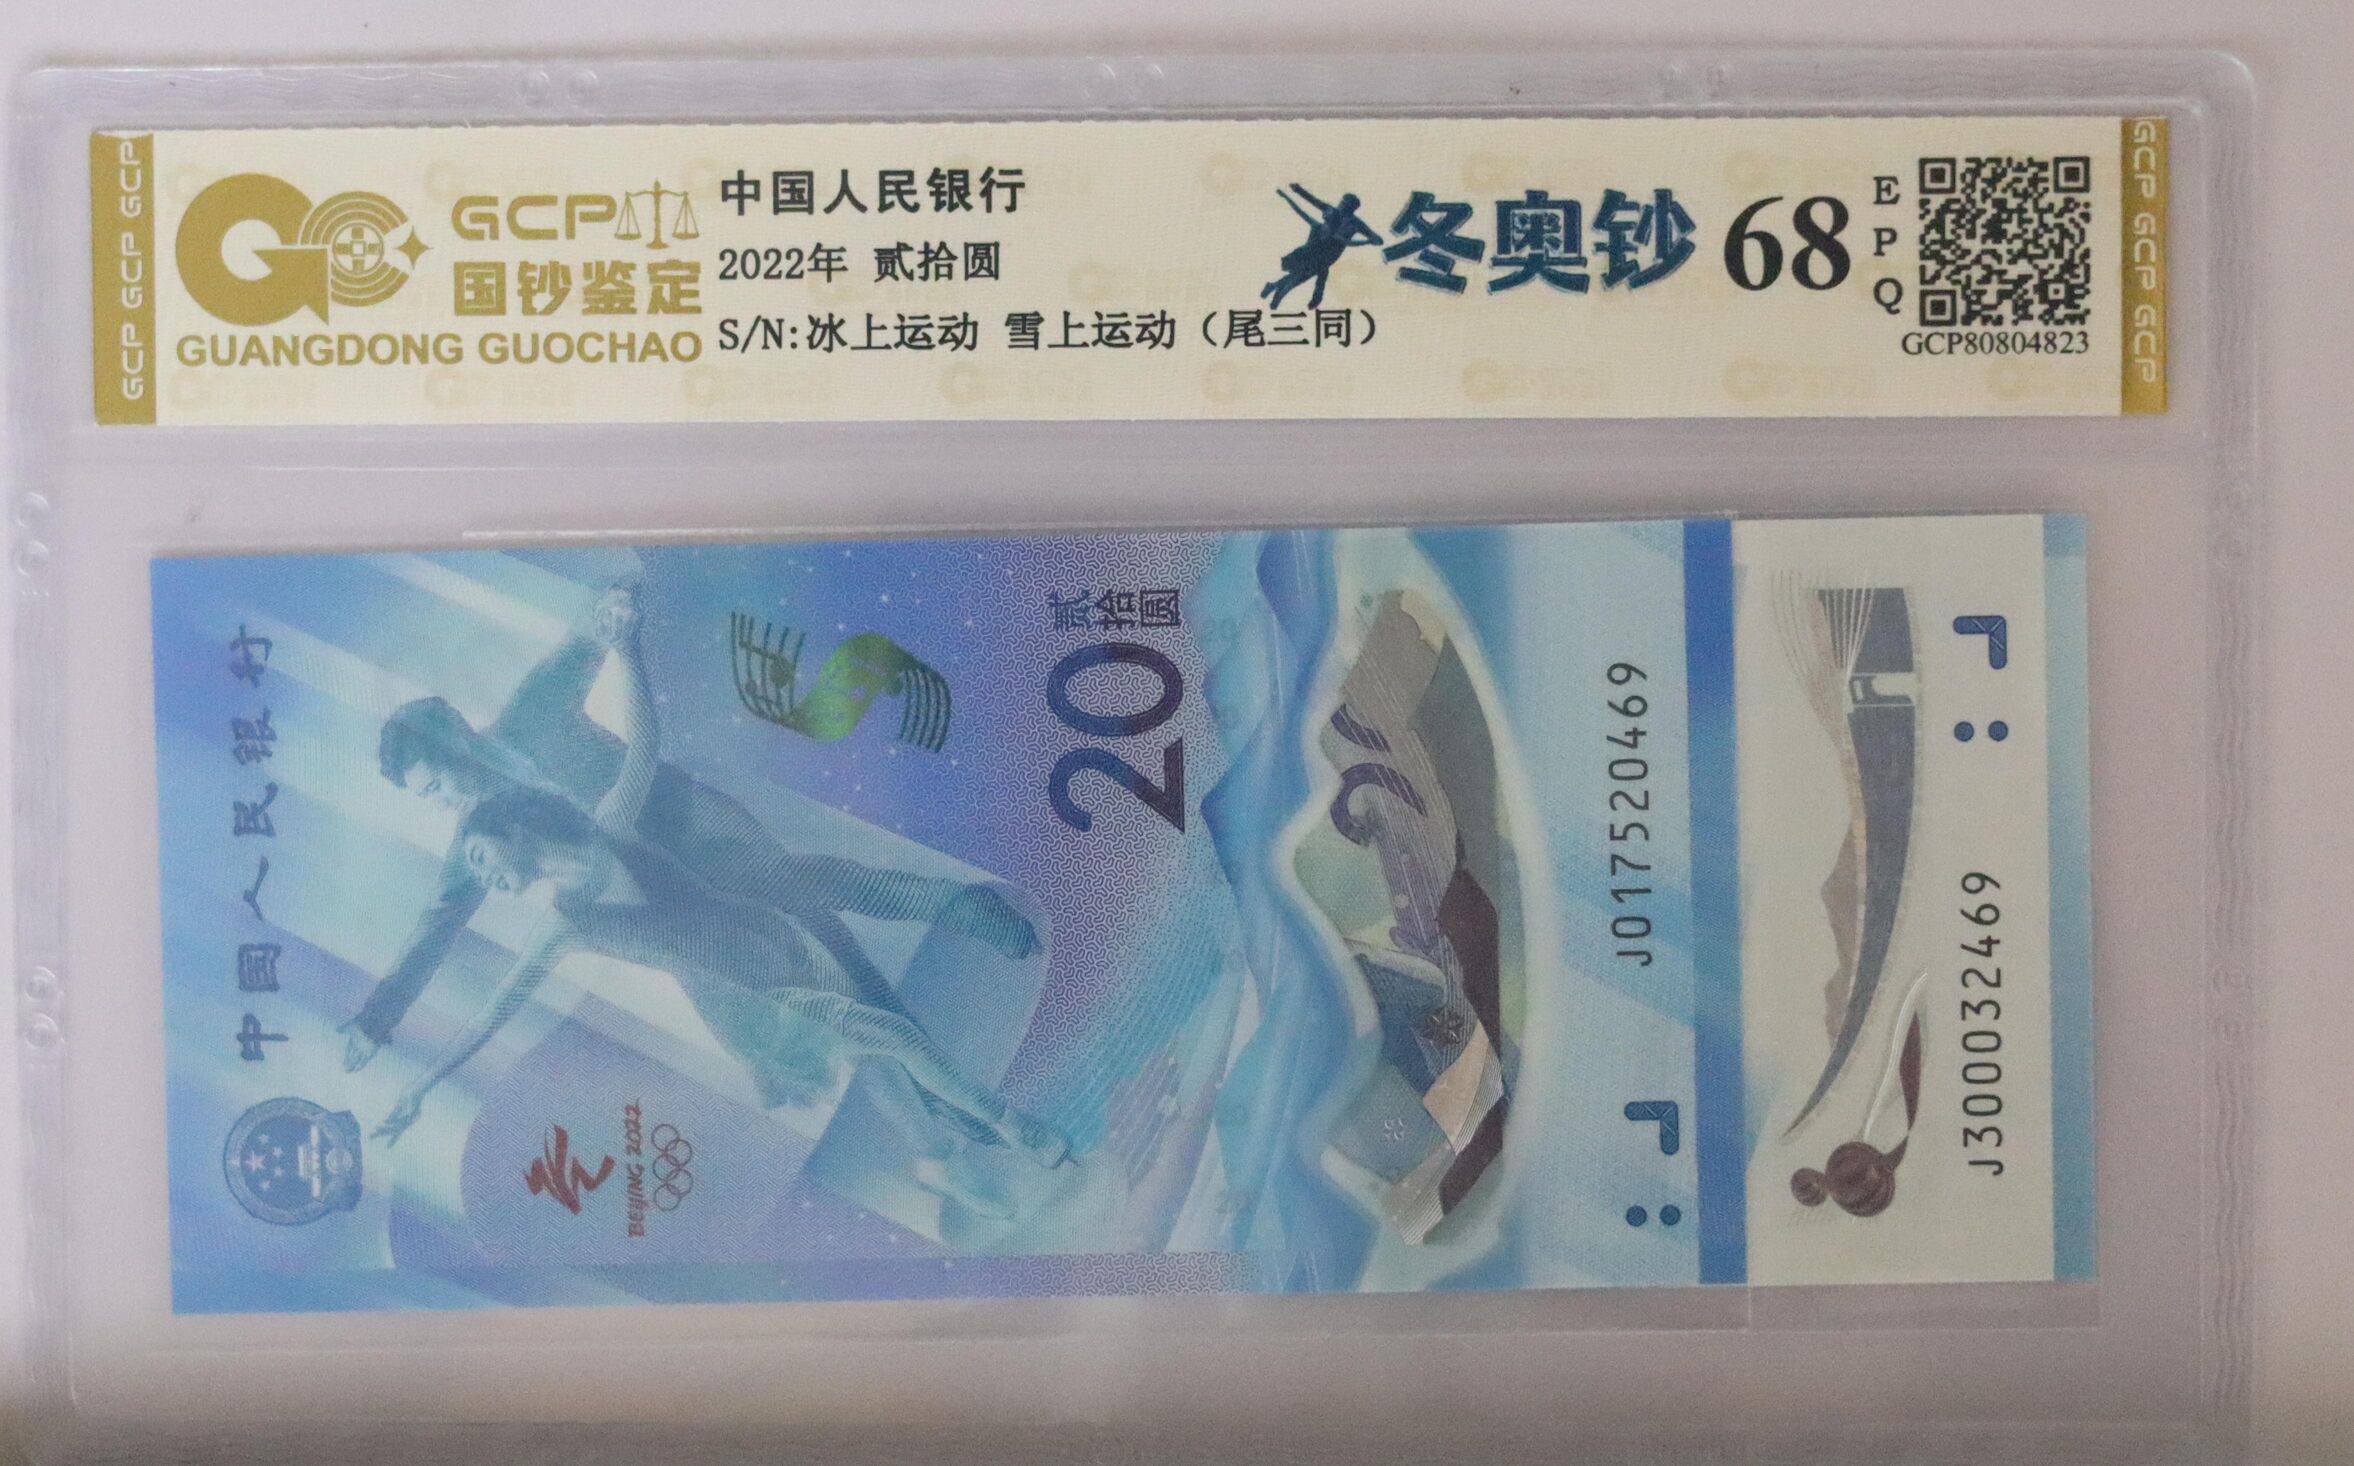 GCP GCP GCP
GCP
国钞鉴定
GUANGDONG GUOCHAO
中国人民银行
2022年 贰拾圆
S/N:冰上运动 雪上运动（尾三同）
冬奥钞
68
EPQ
GCP80804823
GCP GCP GCP
中国人民银行
BEIJING 2022
贰拾圆
20
J017520469
J300032469